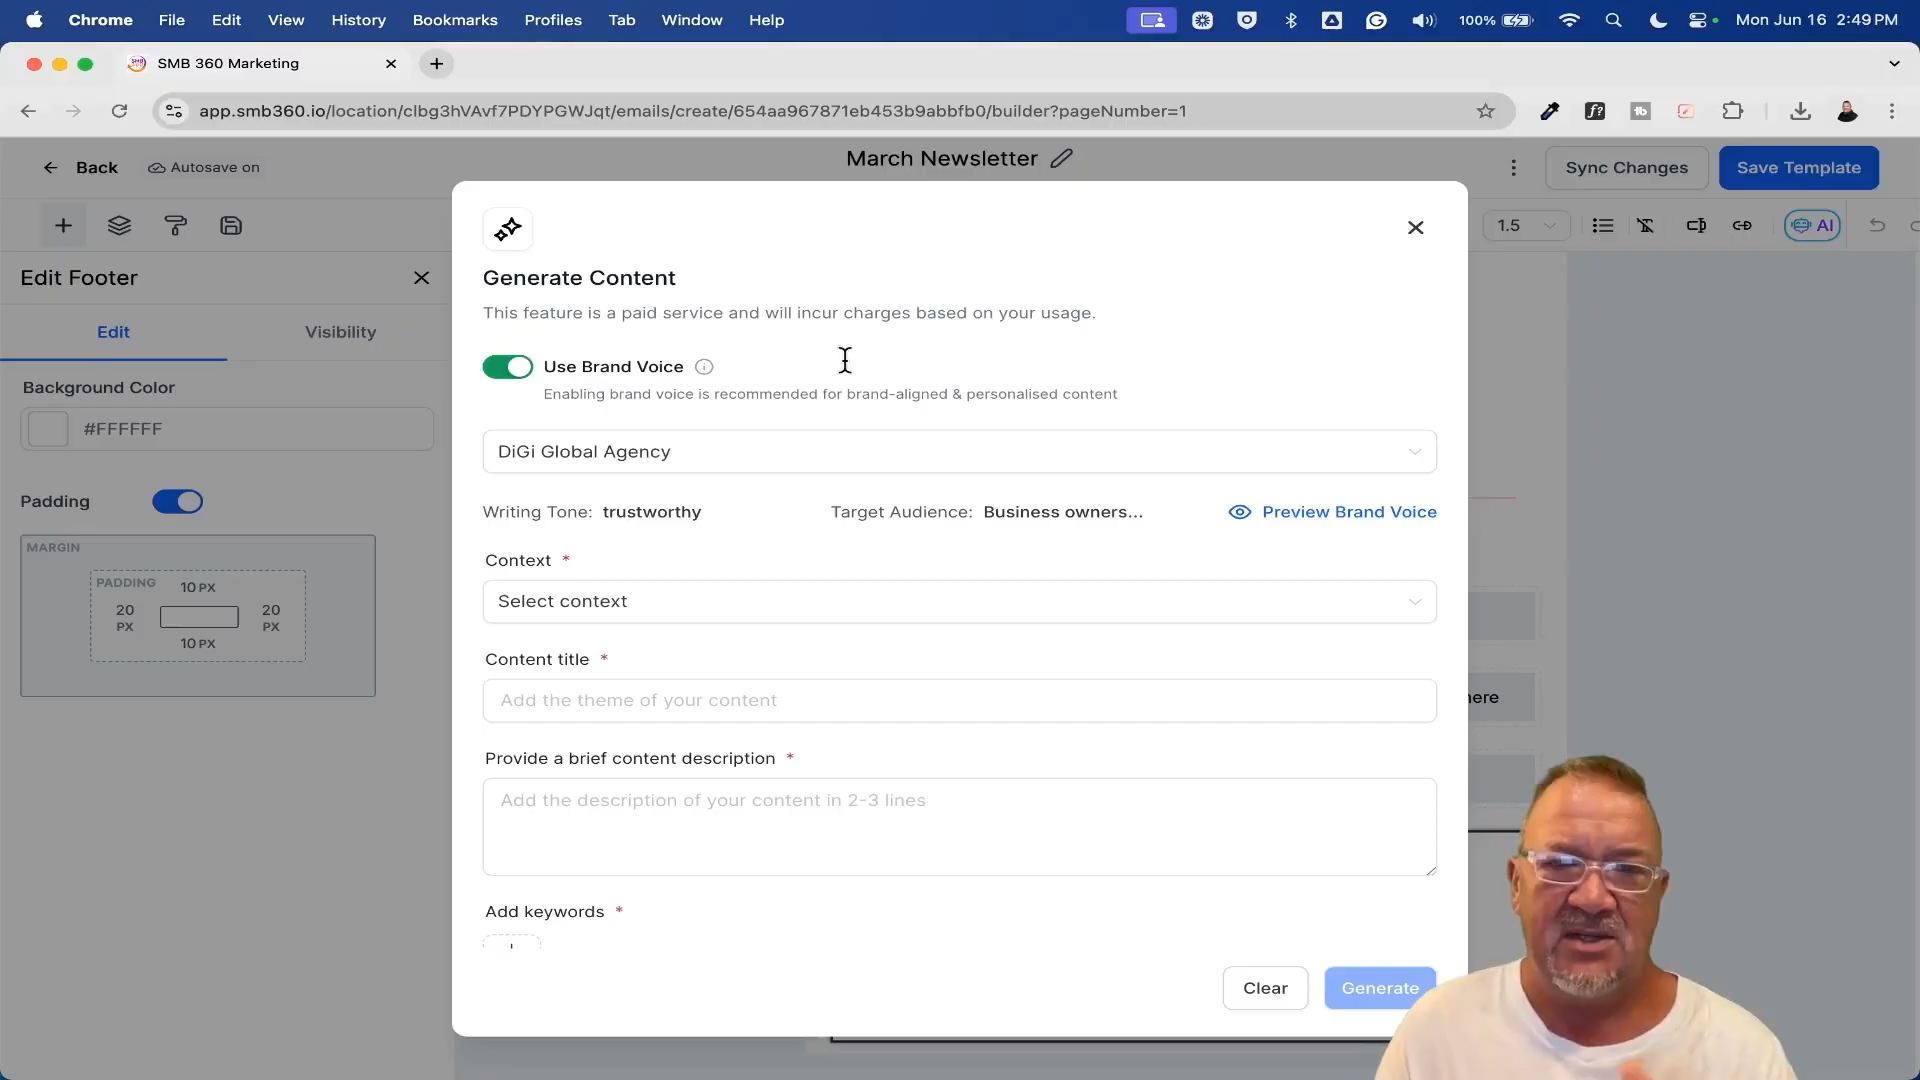 Chrome File Edit View History Bookmarks Profiles Tab Window Help 100% Mon Jun 16 2:49 PM
SMB 360 Marketing
app.smb360.io/location/clbg3hVAvf7PDYPGWJqt/emails/create/654aa967871eb453b9abbfb0/builder?pageNumber=1
Back Autosave on March Newsletter Sync Changes Save Template
1.5 AI
Edit Footer
Edit Visibility
Background Color
#FFFFFF
Padding
MARGIN
PADDING 10 PX
20 PX 20 PX
10 PX
Generate Content
This feature is a paid service and will incur charges based on your usage.
Use Brand Voice
Enabling brand voice is recommended for brand-aligned & personalised content
DiGi Global Agency
Writing Tone: trustworthy Target Audience: Business owners... Preview Brand Voice
Context *
Select context
Content title *
Add the theme of your content
here
Provide a brief content description *
Add the description of your content in 2-3 lines
Add keywords *
Clear Generate